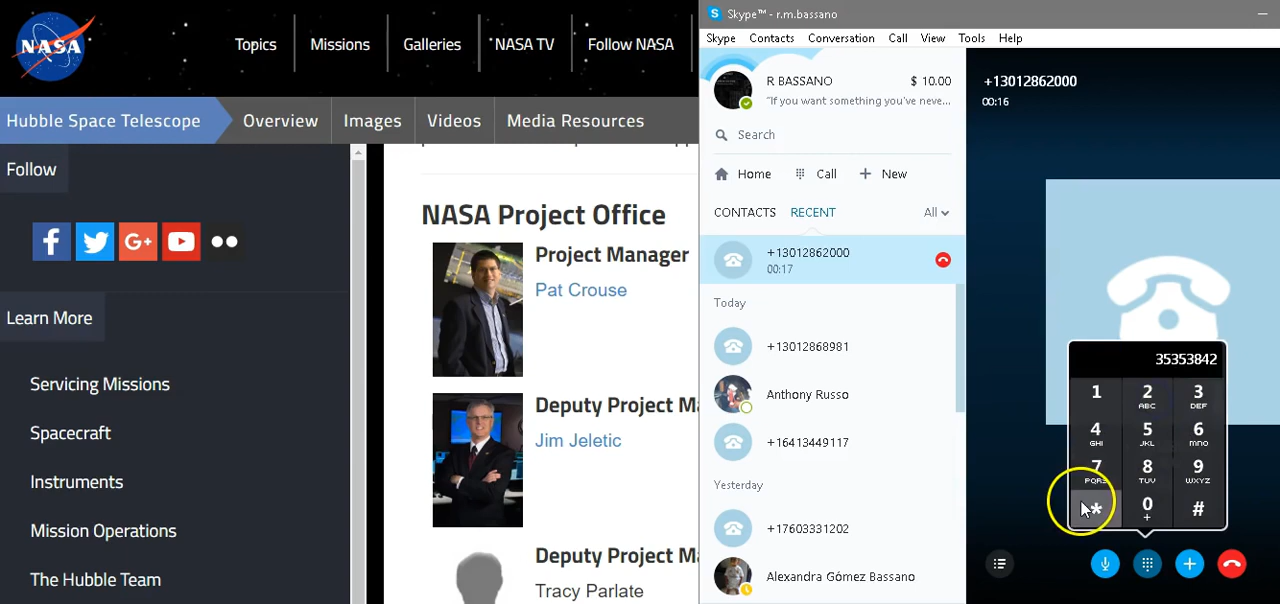 NASA
Topics
Missions
Galleries
NASA TV
Follow NASA
Hubble Space Telescope
Overview
Images
Videos
Media Resources
Follow
Learn More
Servicing Missions
Spacecraft
Instruments
Mission Operations
The Hubble Team
NASA Project Office
Project Manager
Pat Crouse
Deputy Project M
Jim Jeletic
Deputy Project M
Tracy Parlate
Skype™ - r.m.bassano
Skype Contacts Conversation Call View Tools Help
R BASSANO $ 10.00
"If you want something you've neve...
Search
Home Call New
CONTACTS RECENT All
+13012862000
00:17
Today
+13012868981
Anthony Russo
+16413449117
Yesterday
+17603331202
Alexandra Gómez Bassano
+13012862000
00:16
35353842
1 2 3
ABC DEF
4 5 6
GHI JKL MNO
7 8 9
PQRS TUV WXYZ
* 0 #
+